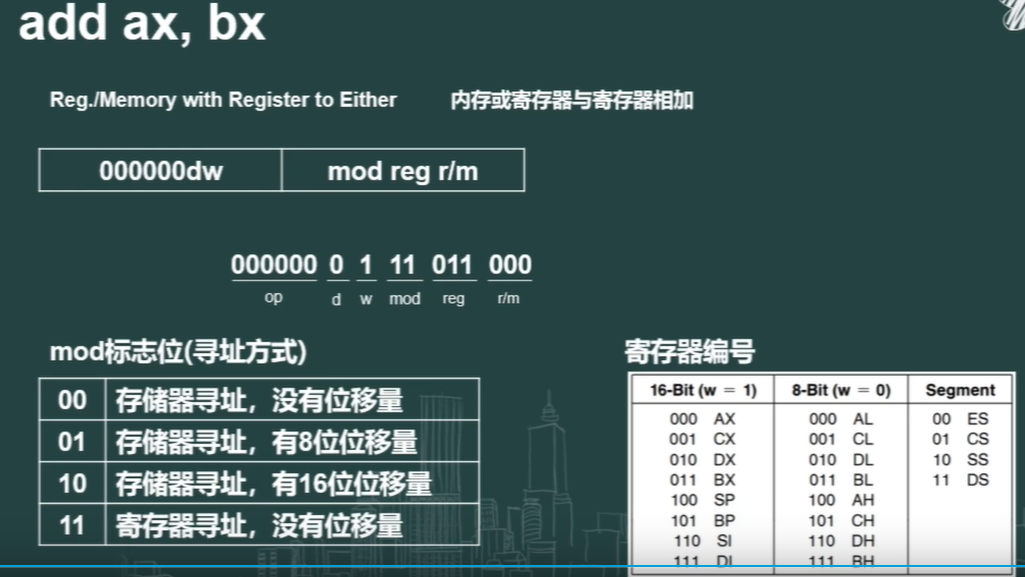 add ax, bx
Reg./Memory with Register to Either 内存或寄存器与寄存器相加
000000dw mod reg r/m
000000 0 1 11 011 000
op d w mod reg r/m
mod标志位(寻址方式)
00 存储器寻址，没有位移量
01 存储器寻址，有8位位移量
10 存储器寻址，有16位位移量
11 寄存器寻址，没有位移量
寄存器编号
16-Bit (w = 1) 8-Bit (w = 0) Segment
000 AX 000 AL 00 ES
001 CX 001 CL 01 CS
010 DX 010 DL 10 SS
011 BX 011 BL 11 DS
100 SP 100 AH
101 BP 101 CH
110 SI 110 DH
111 DI 111 BH